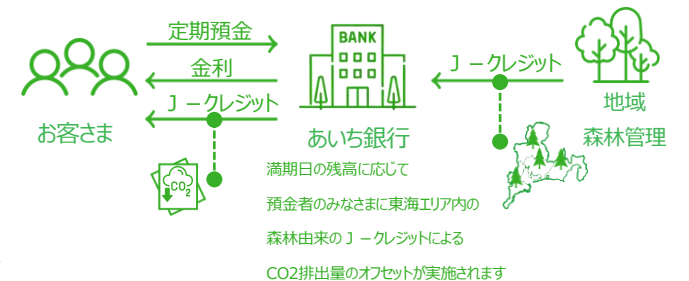 定期預金
金利
J－クレジット
お客さま
BANK
あいち銀行
J－クレジット
地域
森林管理
CO2
満期日の残高に応じて
預金者のみなさまに東海エリア内の
森林由来のJ－クレジットによる
CO2排出量のオフセットが実施されます